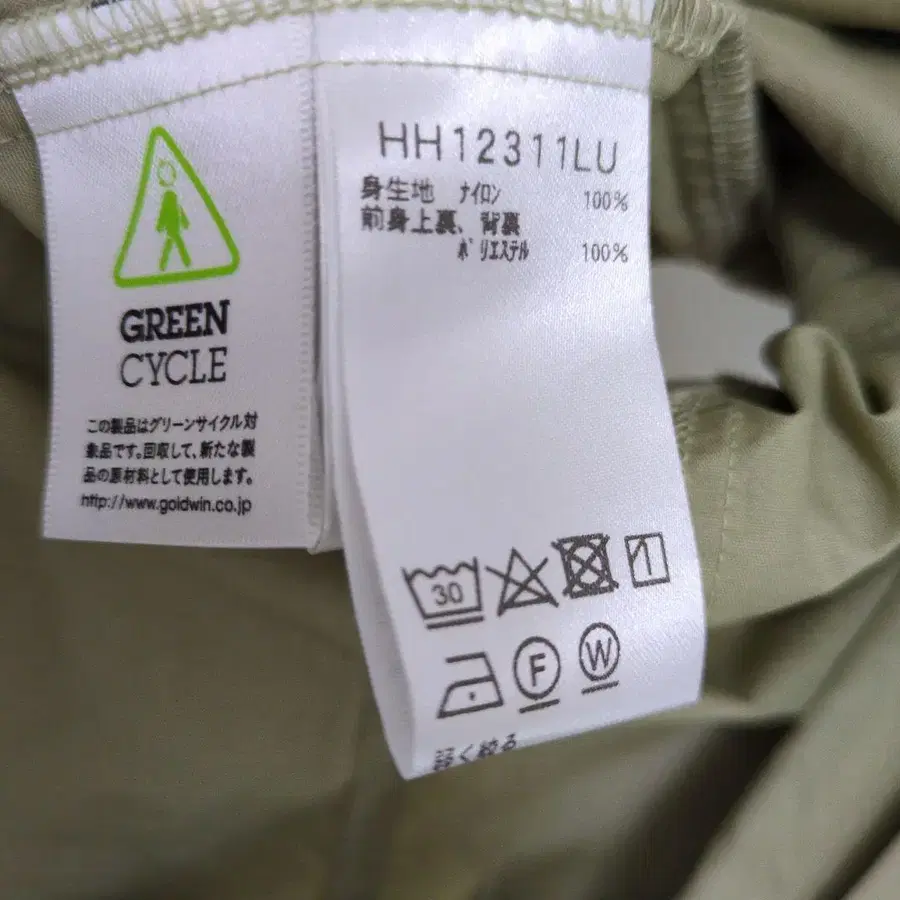 GREEN
CYCLE
この製品はグリーンサイクル対
象品です。回収して、新たな製
品の原材料として使用します。
http://www.goldwin.co.jp
HH12311LU
身生地 ナイロン 100%
前身上裏、背裏
ポリエステル 100%
30
F
W
弱く絞る